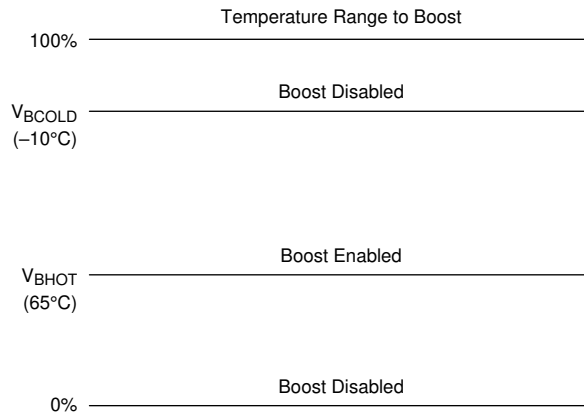 Temperature Range to Boost
100%
Boost Disabled
VBCOLD
(–10°C)
Boost Enabled
VBHOT
(65°C)
Boost Disabled
0%